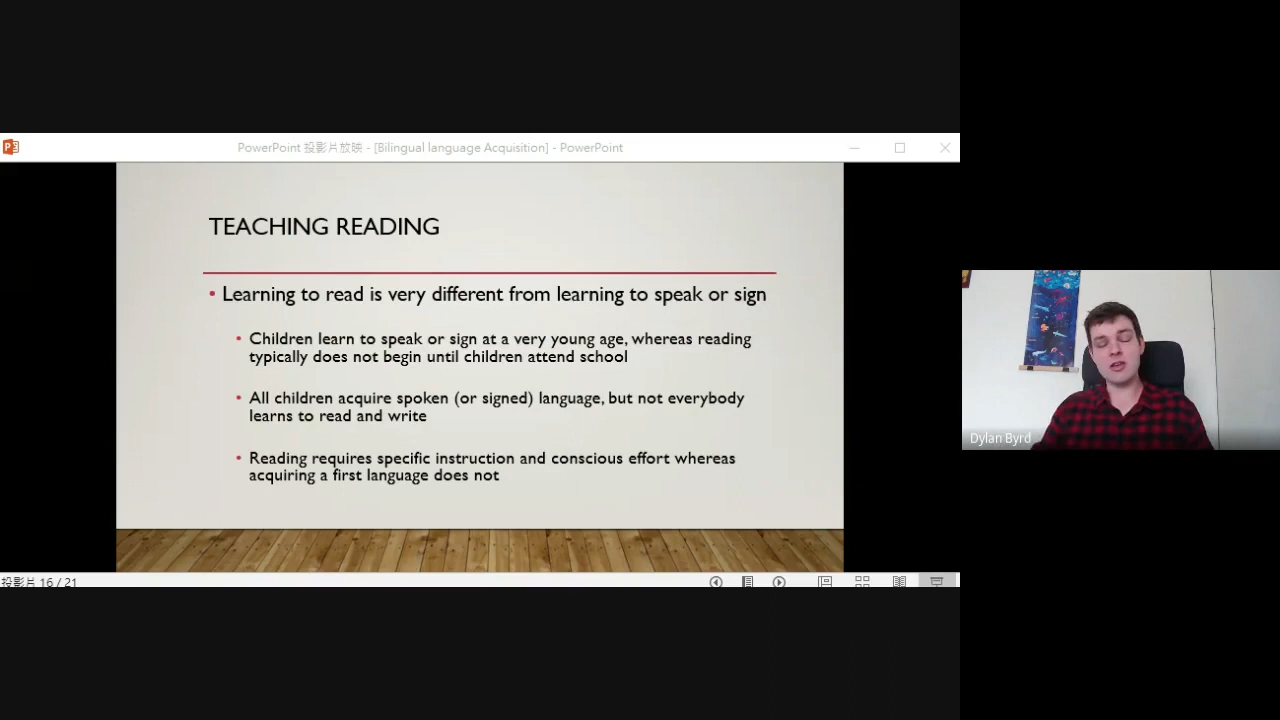 PowerPoint 投影片放映 - [Bilingual language Acquisition] - PowerPoint
TEACHING READING
• Learning to read is very different from learning to speak or sign
• Children learn to speak or sign at a very young age, whereas reading
typically does not begin until children attend school
• All children acquire spoken (or signed) language, but not everybody
learns to read and write
• Reading requires specific instruction and conscious effort whereas
acquiring a first language does not
Dylan Byrd
投影片 16 / 21